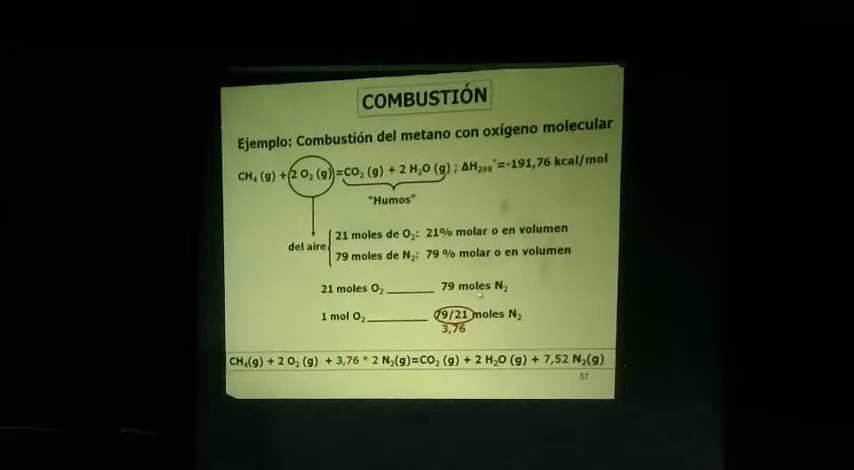 COMBUSTIÓN
Ejemplo: Combustión del metano con oxígeno molecular
CH₄ (g) + 2 O₂ (g) =CO₂ (g) + 2 H₂O (g) ; ΔH₂₉₈°=-191,76 kcal/mol
"Humos"
del aire
21 moles de O₂: 21% molar o en volumen
79 moles de N₂: 79 % molar o en volumen
21 moles O₂ ________ 79 moles N₂
1 mol O₂ __________ 79/21 moles N₂
3,76
CH₄(g) + 2 O₂ (g) + 3,76 * 2 N₂(g)=CO₂ (g) + 2 H₂O (g) + 7,52 N₂(g)
57